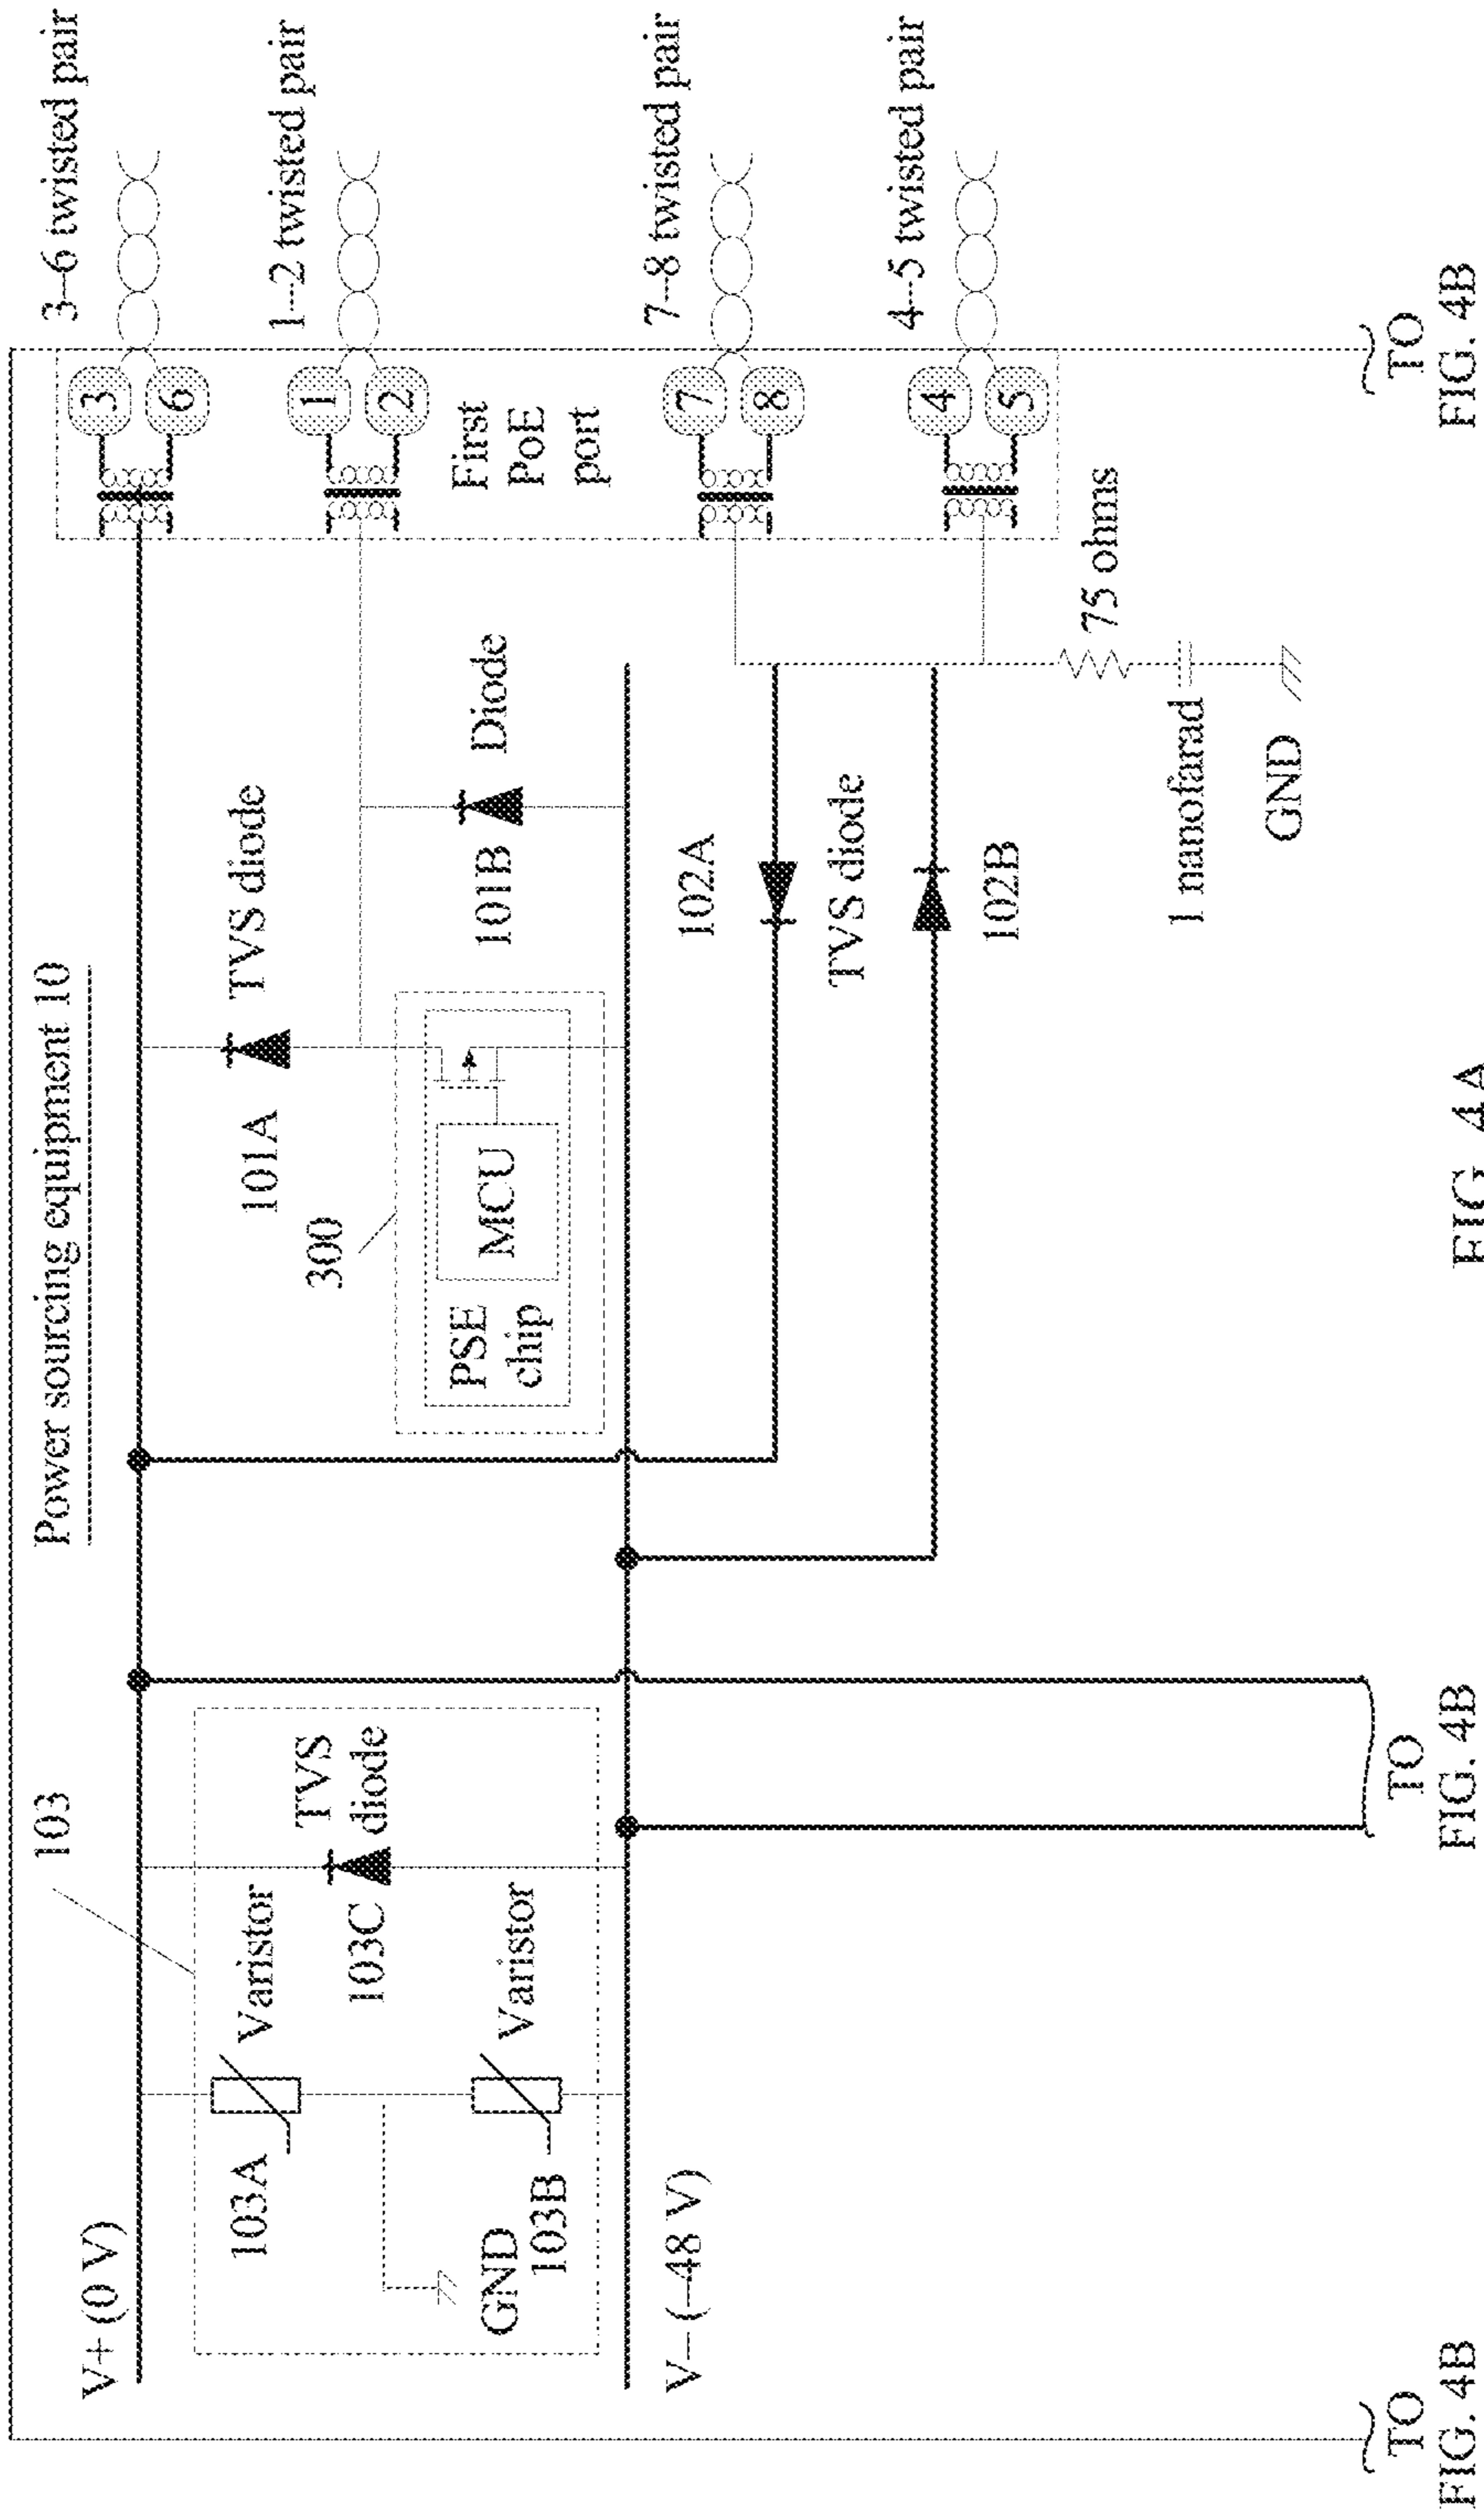 Power sourcing equipment 10
103
V+ (0 V)
103A
Varistor
TVS
diode
103C
GND
103B
Varistor
V– (–48 V)
101A
TVS diode
300
PSE
chip
MCU
101B
Diode
102A
TVS diode
102B
3
6
3--6 twisted pair
1
2
1--2 twisted pair
First
PoE
port
7
8
7--8 twisted pair
4
5
4--5 twisted pair
75 ohms
1 nanofarad
GND
TO
FIG. 4B
TO
FIG. 4B
TO
FIG. 4B
FIG. 4A